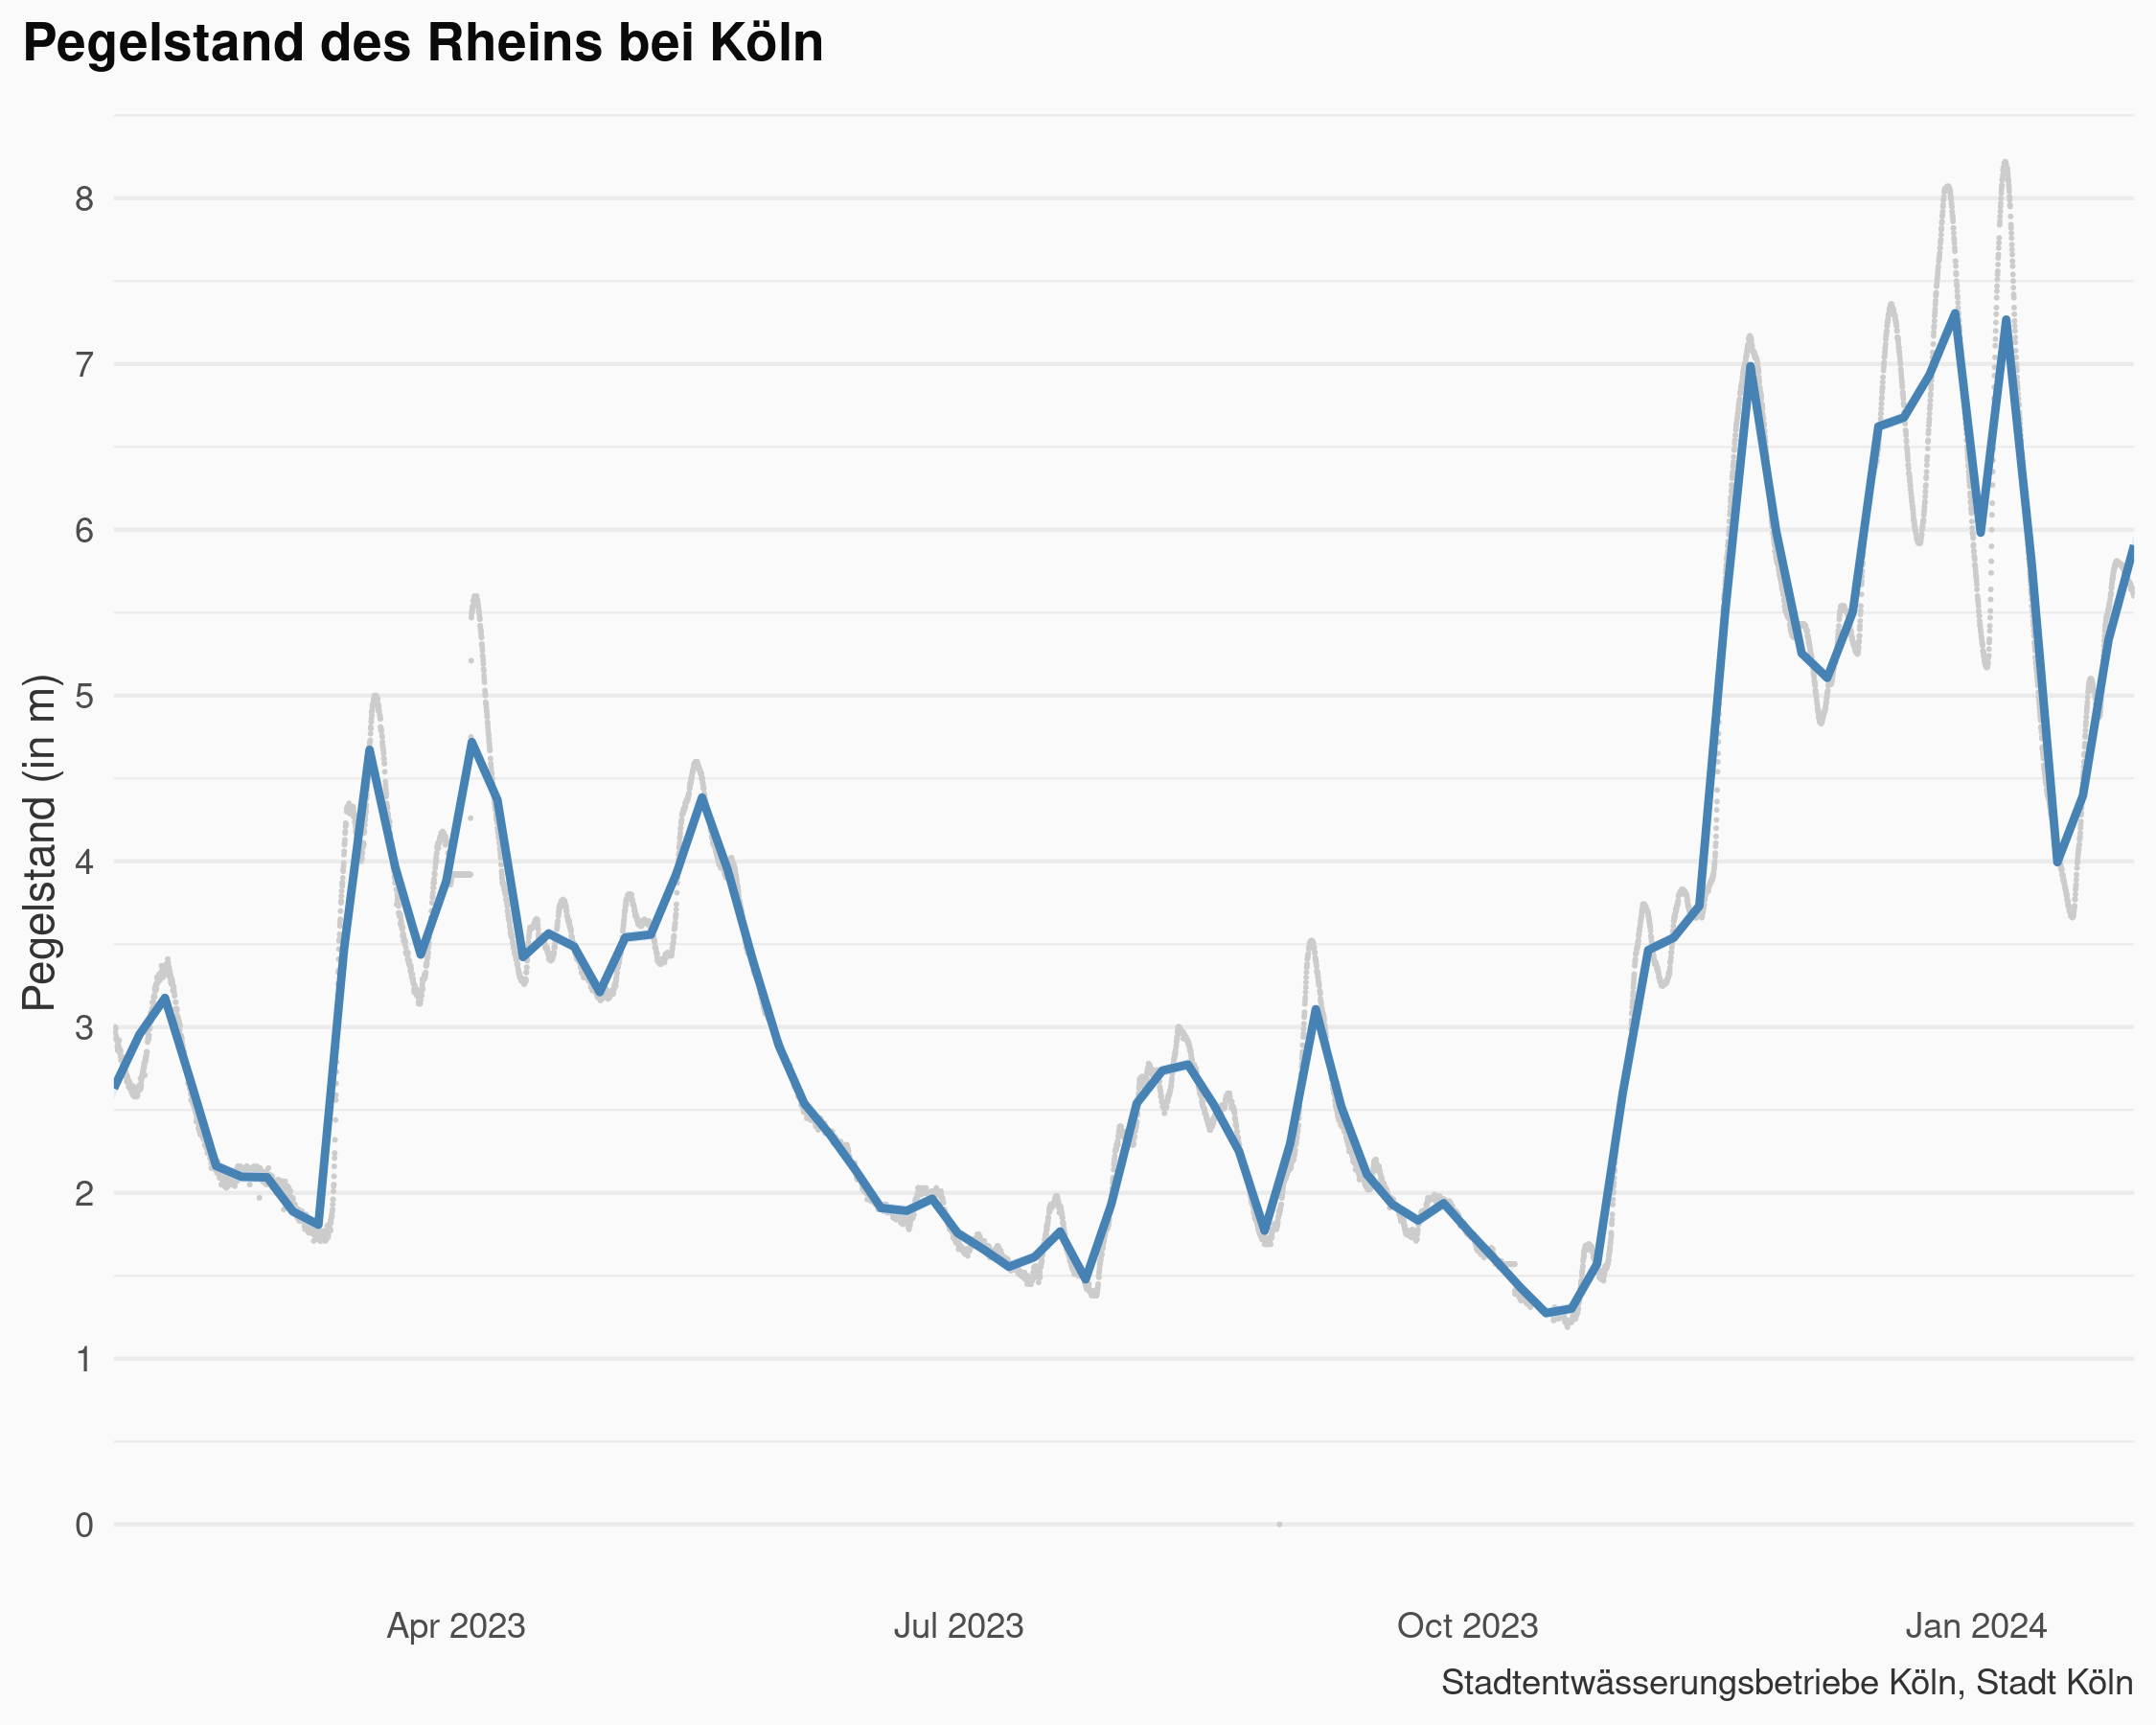 Pegelstand des Rheins bei Köln
Pegelstand (in m)
8
7
6
5
4
3
2
1
0
Apr 2023
Jul 2023
Oct 2023
Jan 2024
Stadtentwässerungsbetriebe Köln, Stadt Köln